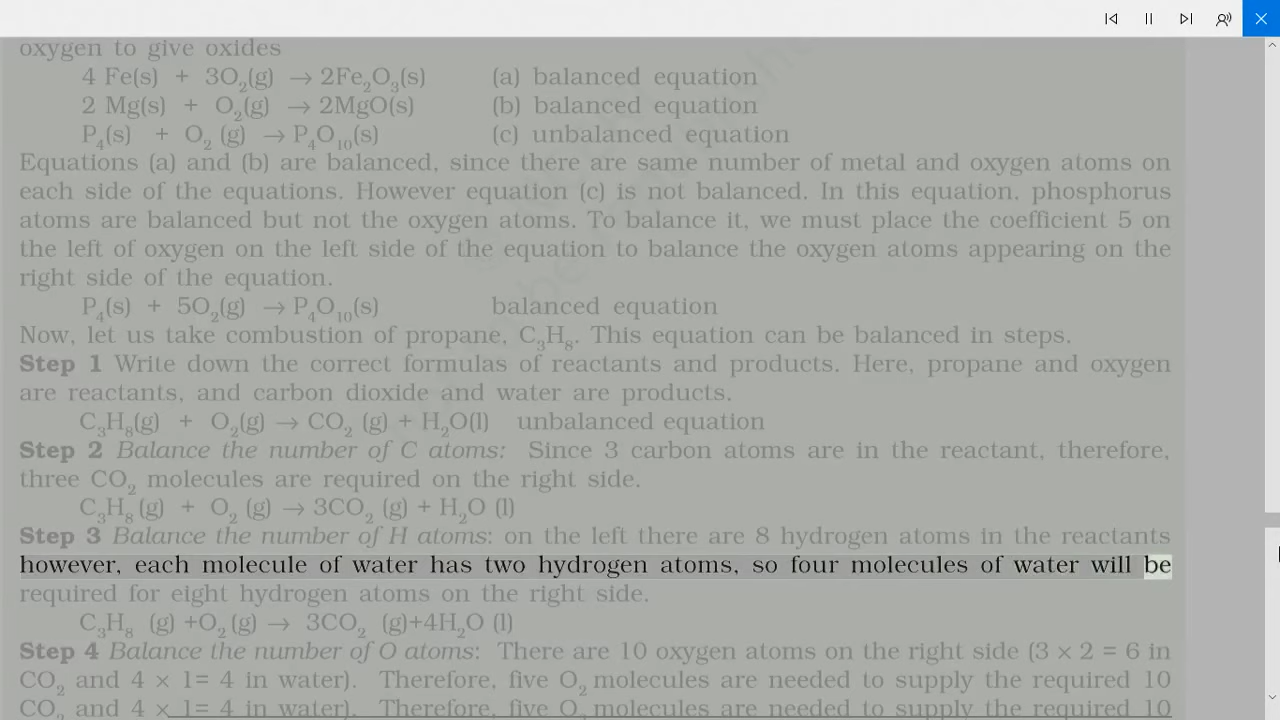 oxygen to give oxides
4 Fe(s) + 3O₂(g) → 2Fe₂O₃(s) (a) balanced equation
2 Mg(s) + O₂(g) → 2MgO(s) (b) balanced equation
P₄(s) + O₂ (g) → P₄O₁₀(s) (c) unbalanced equation
Equations (a) and (b) are balanced, since there are same number of metal and oxygen atoms on
each side of the equations. However equation (c) is not balanced. In this equation, phosphorus
atoms are balanced but not the oxygen atoms. To balance it, we must place the coefficient 5 on
the left of oxygen on the left side of the equation to balance the oxygen atoms appearing on the
right side of the equation.
P₄(s) + 5O₂(g) → P₄O₁₀(s) balanced equation
Now, let us take combustion of propane, C₃H₈. This equation can be balanced in steps.
Step 1 Write down the correct formulas of reactants and products. Here, propane and oxygen
are reactants, and carbon dioxide and water are products.
C₃H₈(g) + O₂(g) → CO₂ (g) + H₂O(l) unbalanced equation
Step 2 Balance the number of C atoms: Since 3 carbon atoms are in the reactant, therefore,
three CO₂ molecules are required on the right side.
C₃H₈ (g) + O₂ (g) → 3CO₂ (g) + H₂O (l)
Step 3 Balance the number of H atoms: on the left there are 8 hydrogen atoms in the reactants
however, each molecule of water has two hydrogen atoms, so four molecules of water will be
required for eight hydrogen atoms on the right side.
C₃H₈ (g) +O₂ (g) → 3CO₂ (g)+4H₂O (l)
Step 4 Balance the number of O atoms: There are 10 oxygen atoms on the right side (3 × 2 = 6 in
CO₂ and 4 × 1= 4 in water). Therefore, five O₂ molecules are needed to supply the required 10
CO₂ and 4 × 1= 4 in water). Therefore, five O₂ molecules are needed to supply the required 10